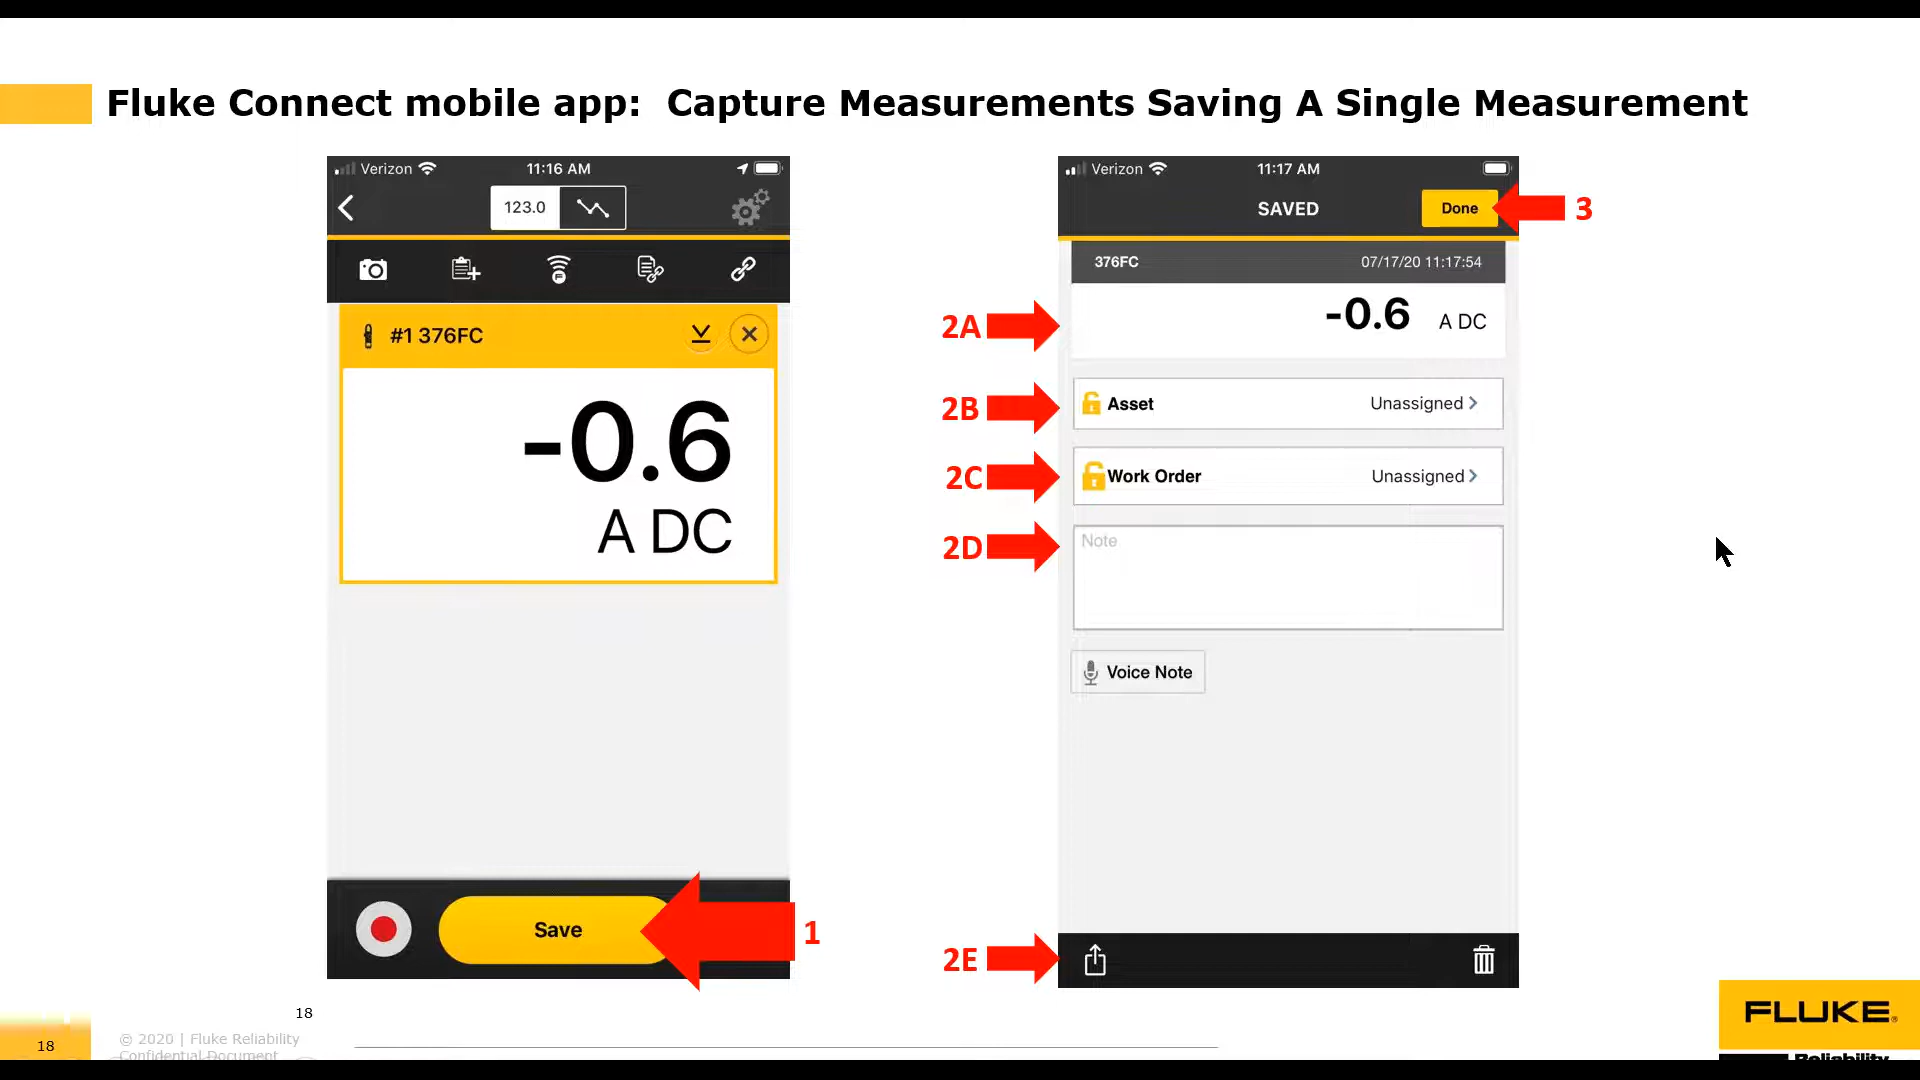 Fluke Connect mobile app:  Capture Measurements Saving A Single Measurement
Verizon 11:16 AM
123.0
#1 376FC
-0.6
A DC
Save
1
Verizon 11:17 AM
SAVED Done 3
376FC 07/17/20 11:17:54
2A -0.6 A DC
2B Asset Unassigned
2C Work Order Unassigned
2D Note
Voice Note
2E
18
18
© 2020 | Fluke Reliability
Confidential Document
FLUKE®
Reliability